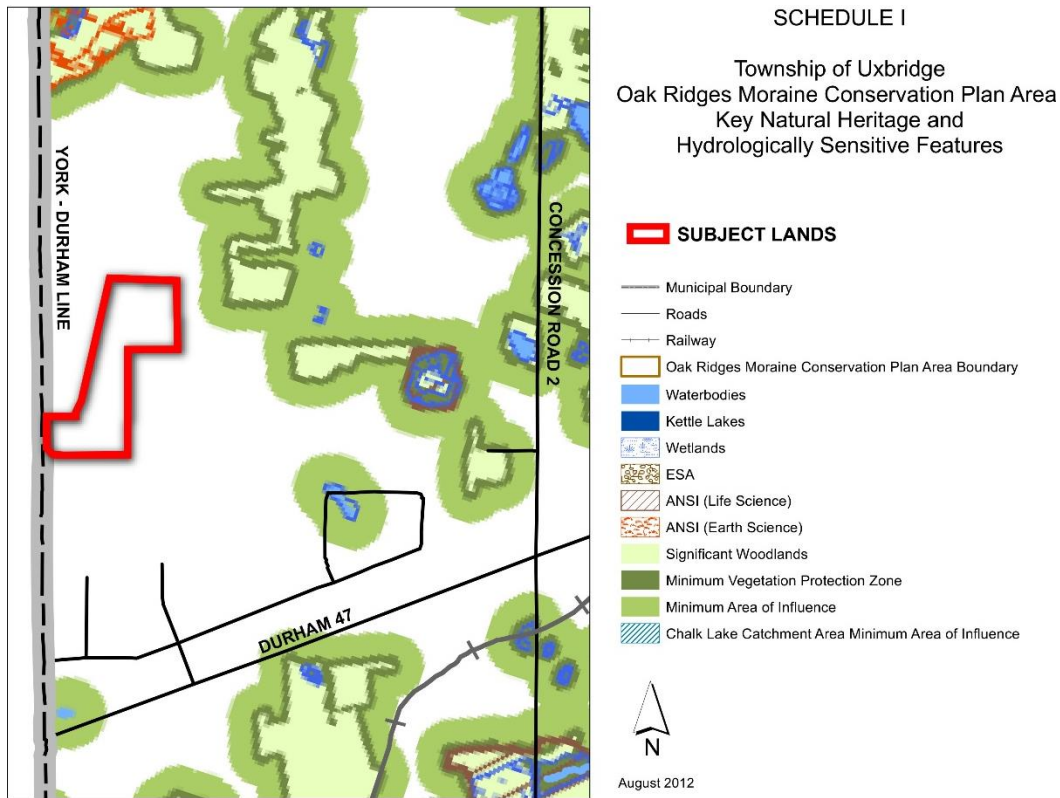 SCHEDULE I
Township of Uxbridge
Oak Ridges Moraine Conservation Plan Area
Key Natural Heritage and
Hydrologically Sensitive Features
SUBJECT LANDS
Municipal Boundary
Roads
Railway
Oak Ridges Moraine Conservation Plan Area Boundary
Waterbodies
Kettle Lakes
Wetlands
ESA
ANSI (Life Science)
ANSI (Earth Science)
Significant Woodlands
Minimum Vegetation Protection Zone
Minimum Area of Influence
Chalk Lake Catchment Area Minimum Area of Influence
N
August 2012
YORK - DURHAM LINE
CONCESSION ROAD 2
DURHAM 47